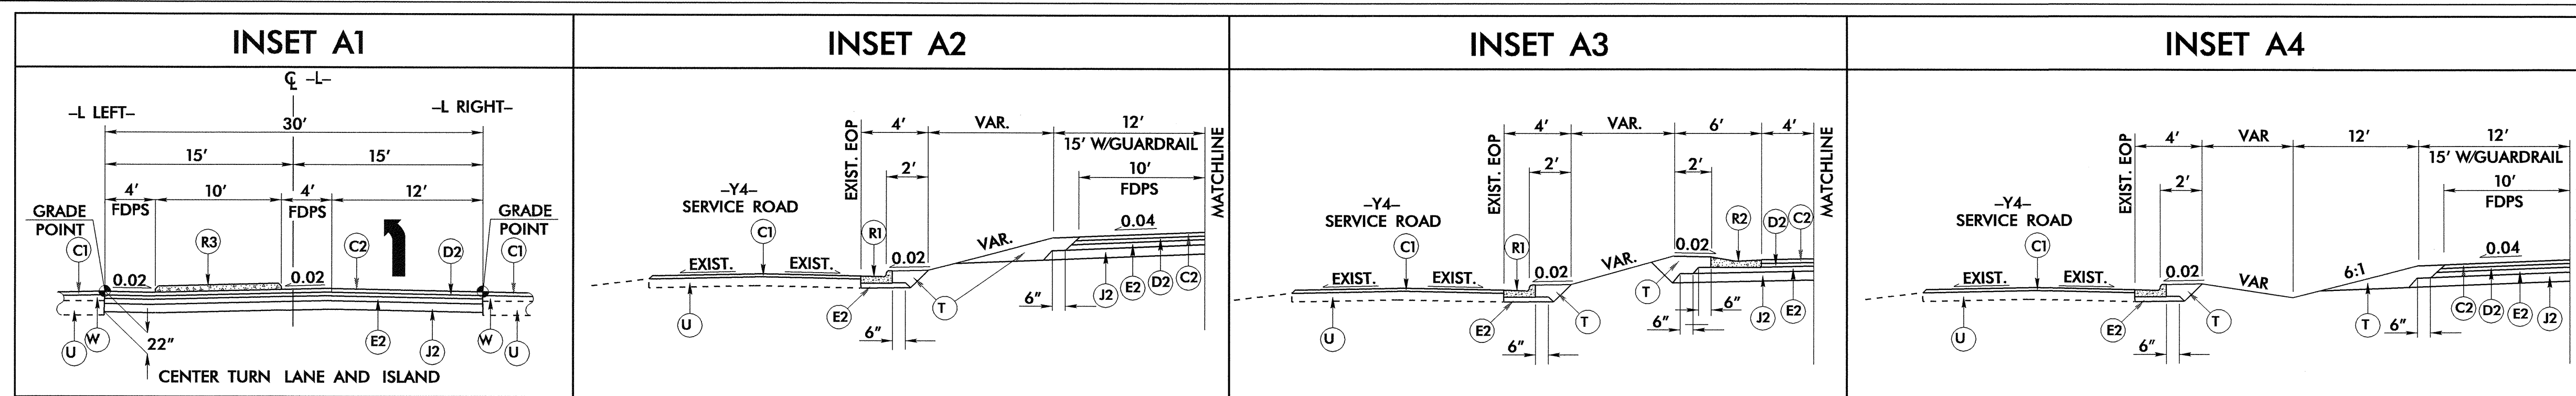 INSET A1
℄ –L–
–L LEFT–
–L RIGHT–
30'
15' 15'
4' 10' 4' 12'
FDPS FDPS
GRADE POINT
GRADE POINT
C1 R3 C2 D2 C1
0.02 0.02
U W 22" E2 J2 W U
CENTER TURN LANE AND ISLAND
INSET A2
EXIST. EOP
4' VAR. 12'
15' W/GUARDRAIL
2' 10'
FDPS
MATCHLINE
–Y4–
SERVICE ROAD
C1 R1
0.02 VAR. 0.04
EXIST. EXIST.
U E2 T J2 E2 D2 C2
6" 6"
INSET A3
EXIST. EOP
4' VAR. 6' 4'
2' 2'
MATCHLINE
–Y4–
SERVICE ROAD
C1 R1 R2 D2 C2
0.02 VAR. 0.02
EXIST. EXIST.
U E2 T T J2 E2
6" 6" 6"
INSET A4
EXIST. EOP
4' VAR 12' 12'
15' W/GUARDRAIL
2' 10'
FDPS
–Y4–
SERVICE ROAD
C1
0.02 VAR 6:1 0.04
EXIST. EXIST.
U E2 T T C2 D2 E2 J2
6" 6"